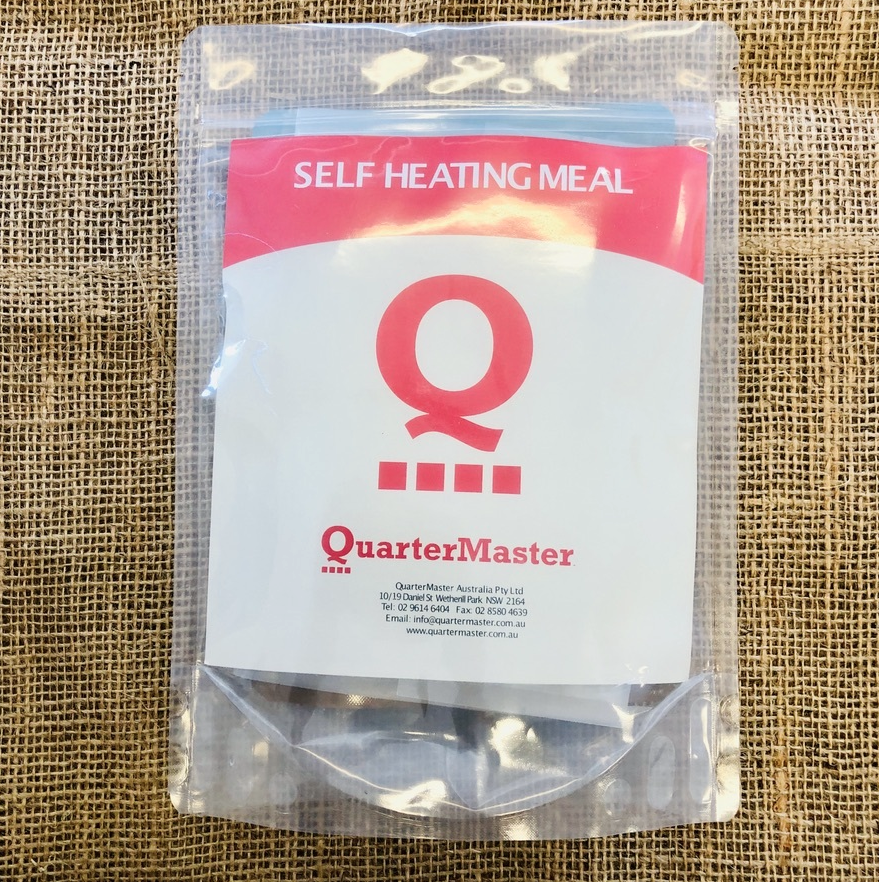 SELF HEATING MEAL
Q
QuarterMaster
QuarterMaster Australia Pty Ltd
10/19 Daniel St Wetherill Park NSW 2164
Tel: 02 9614 6404 Fax: 02 8580 4639
Email: info@quartermaster.com.au
www.quartermaster.com.au